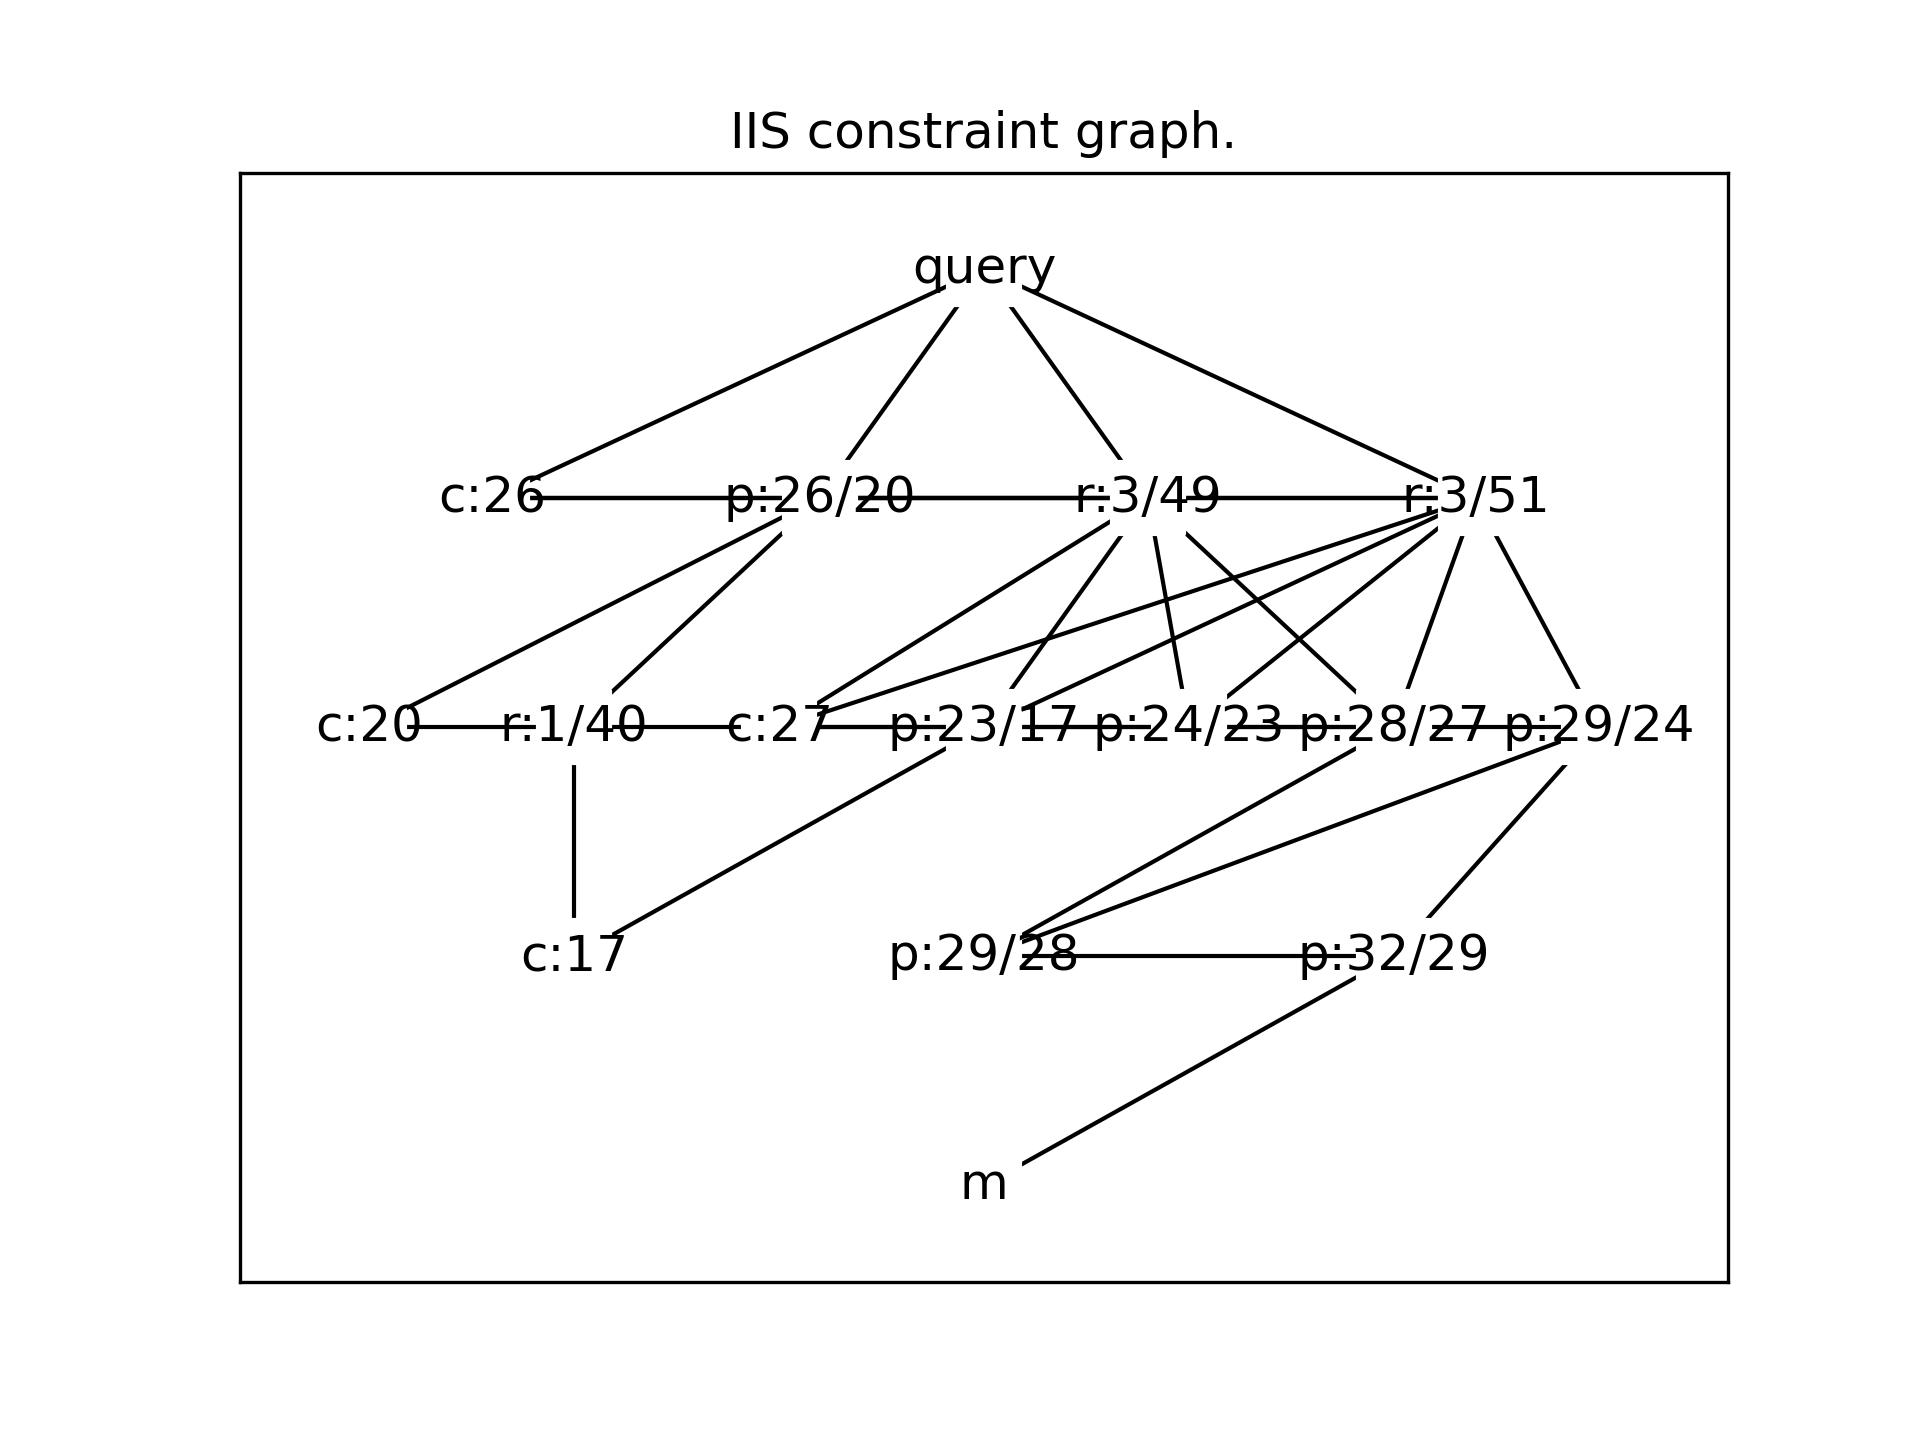 IIS constraint graph.
query
c:26 p:26/20 r:3/49 r:3/51
c:20 r:1/40 c:27 p:23/17 p:24/23 p:28/27 p:29/24
c:17 p:29/28 p:32/29
m